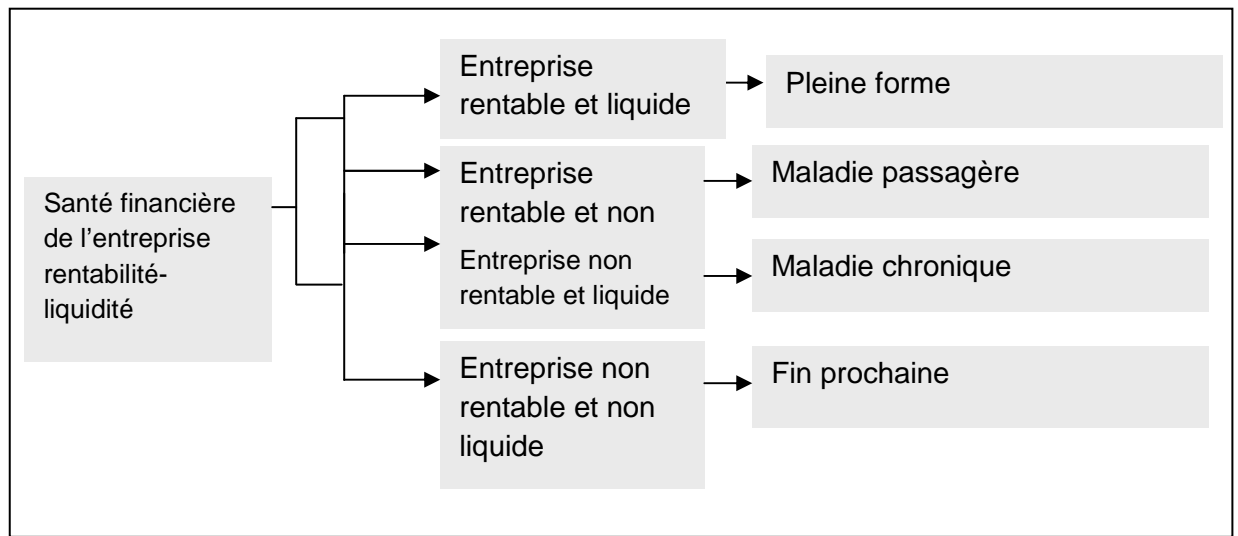 Santé financière
de l'entreprise
rentabilité-
liquidité
Entreprise
rentable et liquide
Pleine forme
Entreprise
rentable et non
Maladie passagère
Entreprise non
rentable et liquide
Maladie chronique
Entreprise non
rentable et non
liquide
Fin prochaine